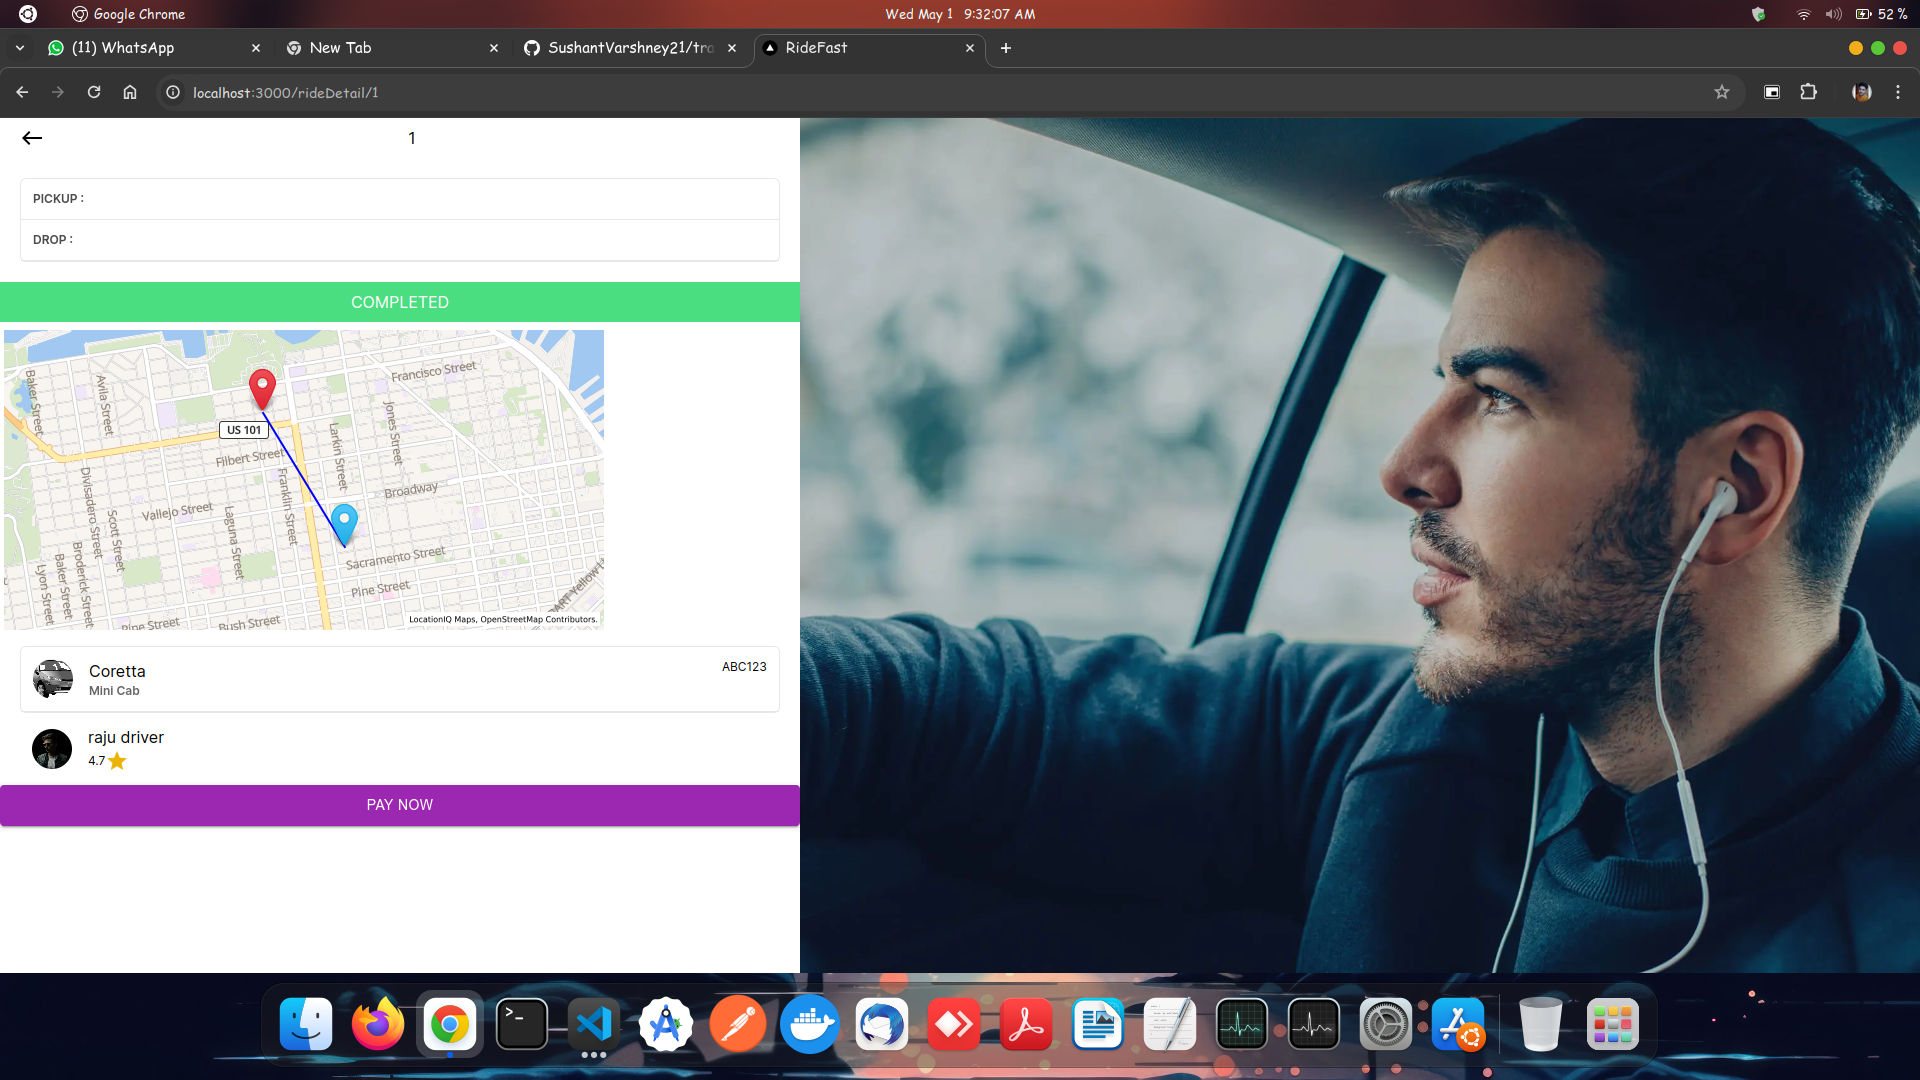 Google Chrome
Wed May 1 9:32:07 AM
52 %
(11) WhatsApp
New Tab
SushantVarshney21/tra
RideFast
localhost:3000/rideDetail/1
1
PICKUP :
DROP :
COMPLETED
Baker Street
Avila Street
Francisco Street
Jones Street
US 101
Larkin Street
Filbert Street
Franklin Street
Broadway
Divisadero Street
Vallejo Street
Scott Street
Laguna Street
Sacramento Street
Broderick Street
Baker Street
Lyon Street
Pine Street
BART Yellow
Pine Street
Bush Street
LocationIQ Maps, OpenStreetMap Contributors.
Coretta
ABC123
Mini Cab
raju driver
4.7
PAY NOW